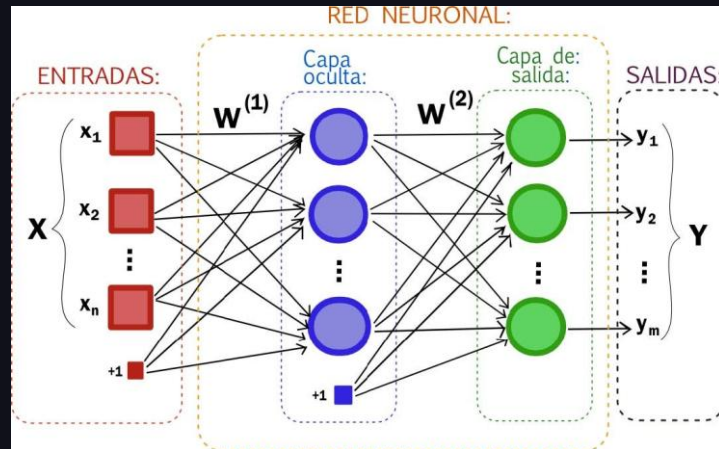 RED NEURONAL:
ENTRADAS:
Capa
oculta:
Capa de
salida:
SALIDAS:
W(1)
W(2)
X
x1
x2
⋮
xn
+1
⋮
+1
⋮
y1
y2
⋮
ym
Y